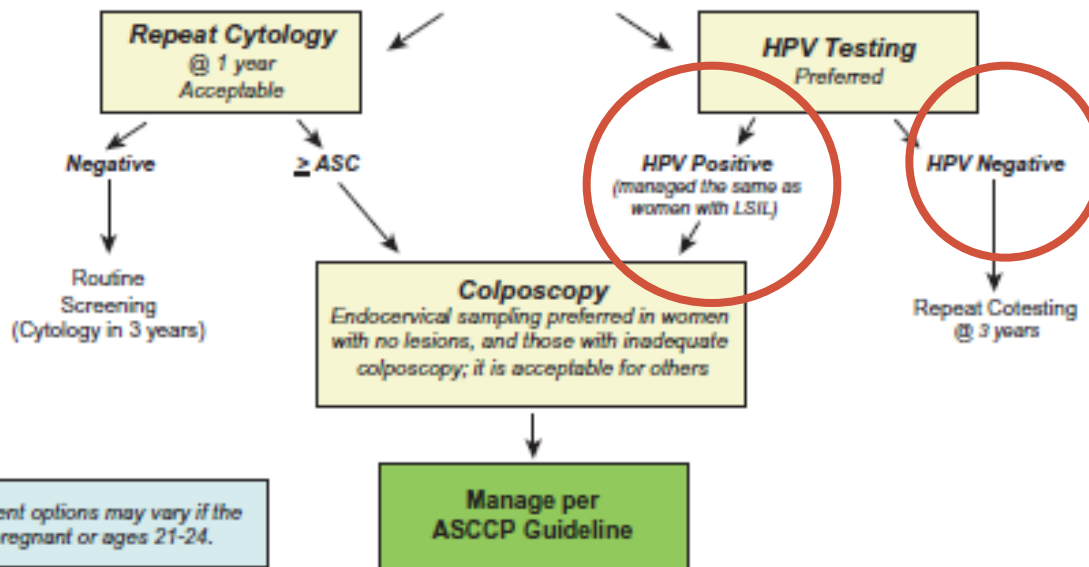 Repeat Cytology
@ 1 year
Acceptable
HPV Testing
Preferred
Negative
≥ ASC
HPV Positive
(managed the same as
women with LSIL)
HPV Negative
Routine
Screening
(Cytology in 3 years)
Colposcopy
Endocervical sampling preferred in women
with no lesions, and those with inadequate
colposcopy; it is acceptable for others
Repeat Cotesting
@ 3 years
Manage per
ASCCP Guideline
ent options may vary if the
regnant or ages 21-24.